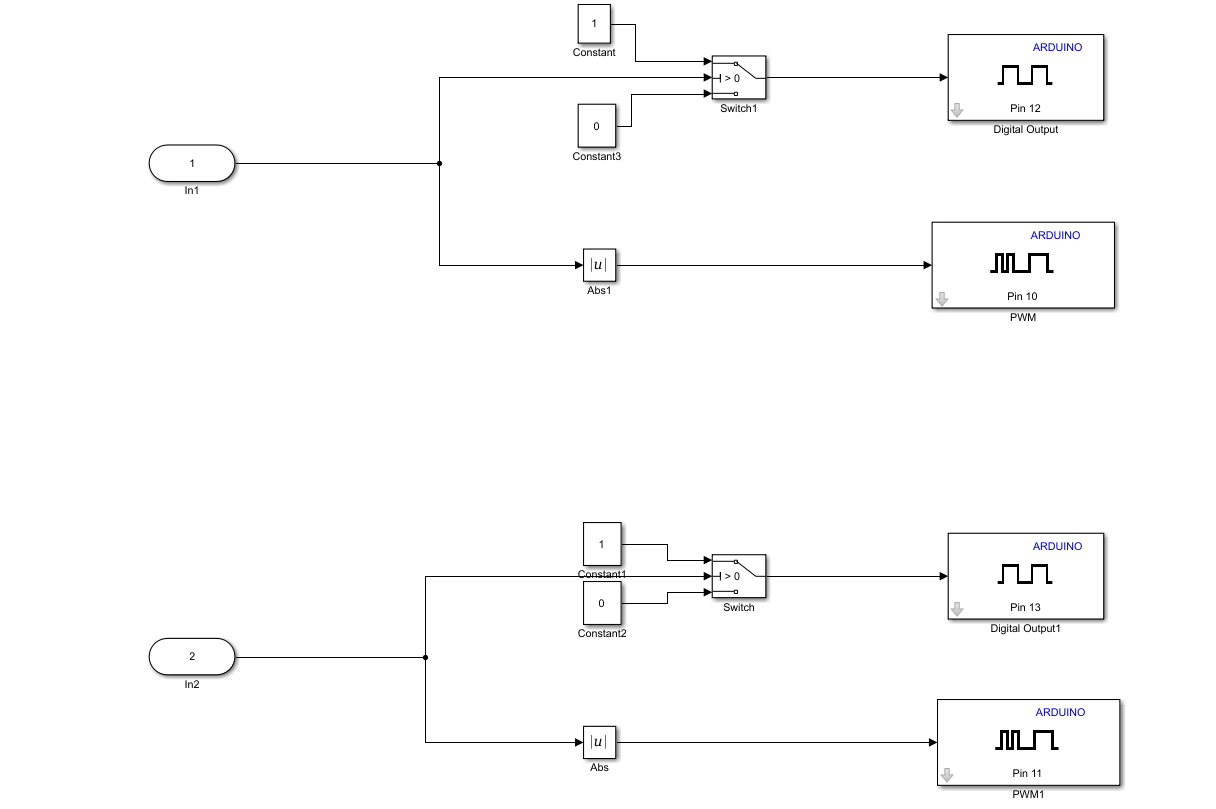 1
Constant
> 0
Switch1
0
Constant3
ARDUINO
Pin 12
Digital Output
1
In1
|u|
Abs1
ARDUINO
Pin 10
PWM
1
Constant1
> 0
Switch
0
Constant2
ARDUINO
Pin 13
Digital Output1
2
In2
|u|
Abs
ARDUINO
Pin 11
PWM1